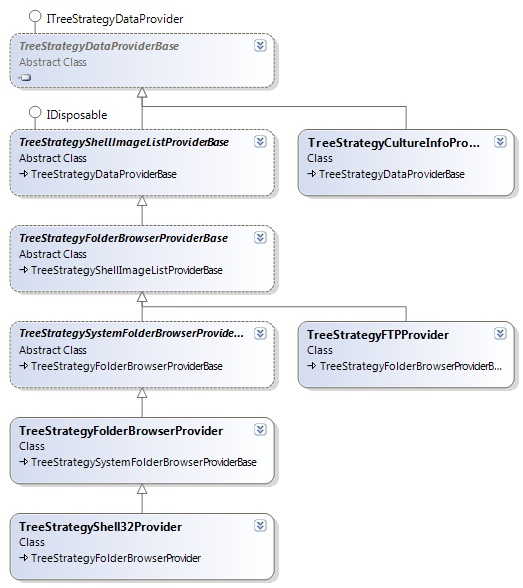 ITreeStrategyDataProvider
TreeStrategyDataProviderBase
Abstract Class
IDisposable
TreeStrategyShellImageListProviderBase
Abstract Class
TreeStrategyDataProviderBase
TreeStrategyCultureInfoPro...
Class
TreeStrategyDataProviderBase
TreeStrategyFolderBrowserProviderBase
Abstract Class
TreeStrategyShellImageListProviderBase
TreeStrategySystemFolderBrowserProvide...
Abstract Class
TreeStrategyFolderBrowserProviderBase
TreeStrategyFTPProvider
Class
TreeStrategyFolderBrowserProviderB...
TreeStrategyFolderBrowserProvider
Class
TreeStrategySystemFolderBrowserProviderBase
TreeStrategyShell32Provider
Class
TreeStrategyFolderBrowserProvider